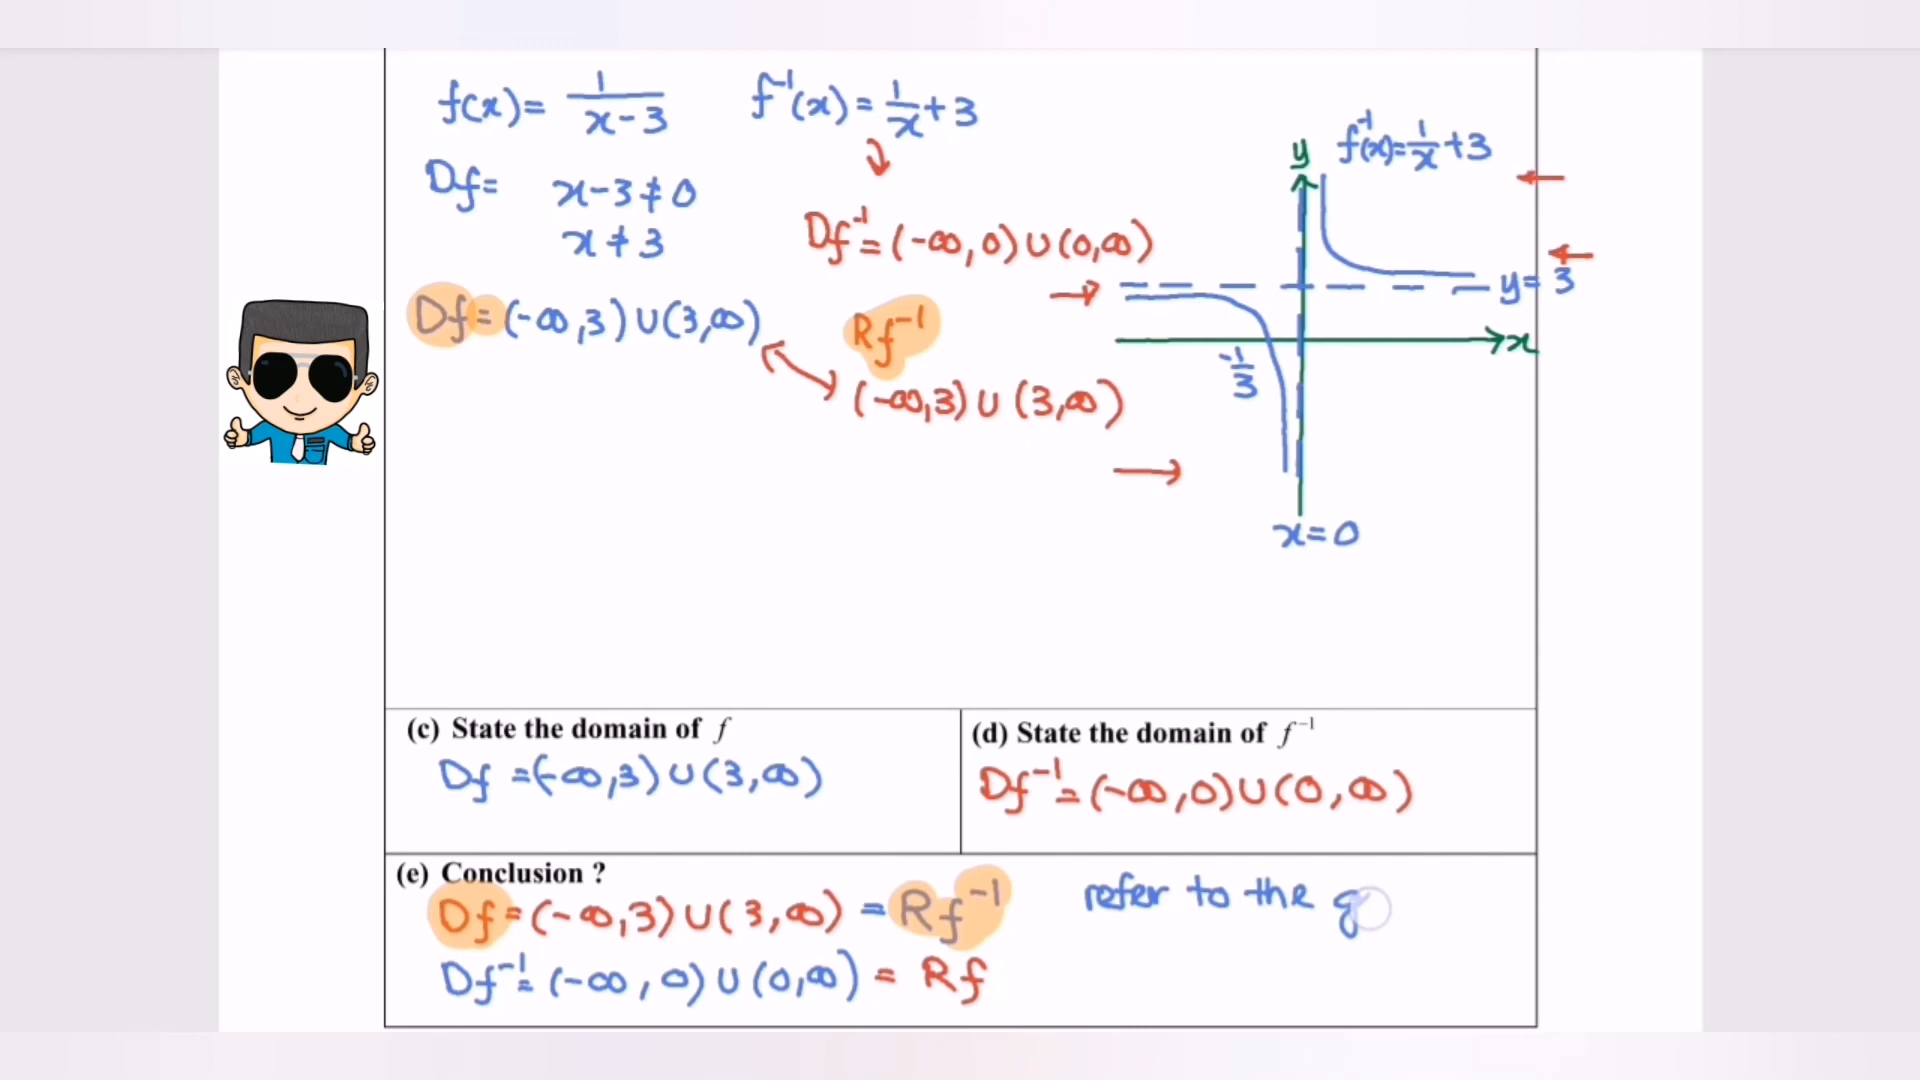 f(x) = 1/(x-3)
f⁻¹(x) = 1/x + 3
Df = x-3 ≠ 0
x ≠ 3
Df = (-∞,3) ∪ (3,∞)
Df⁻¹ = (-∞,0) ∪ (0,∞)
Rf⁻¹
(-∞,3) ∪ (3,∞)
y
f⁻¹(x) = 1/x + 3
y = 3
x
-1/3
x = 0
(c) State the domain of f
Df = (-∞,3) ∪ (3,∞)
(d) State the domain of f⁻¹
Df⁻¹ = (-∞,0) ∪ (0,∞)
(e) Conclusion ?
Df = (-∞,3) ∪ (3,∞) = Rf⁻¹
refer to the g
Df⁻¹ = (-∞,0) ∪ (0,∞) = Rf